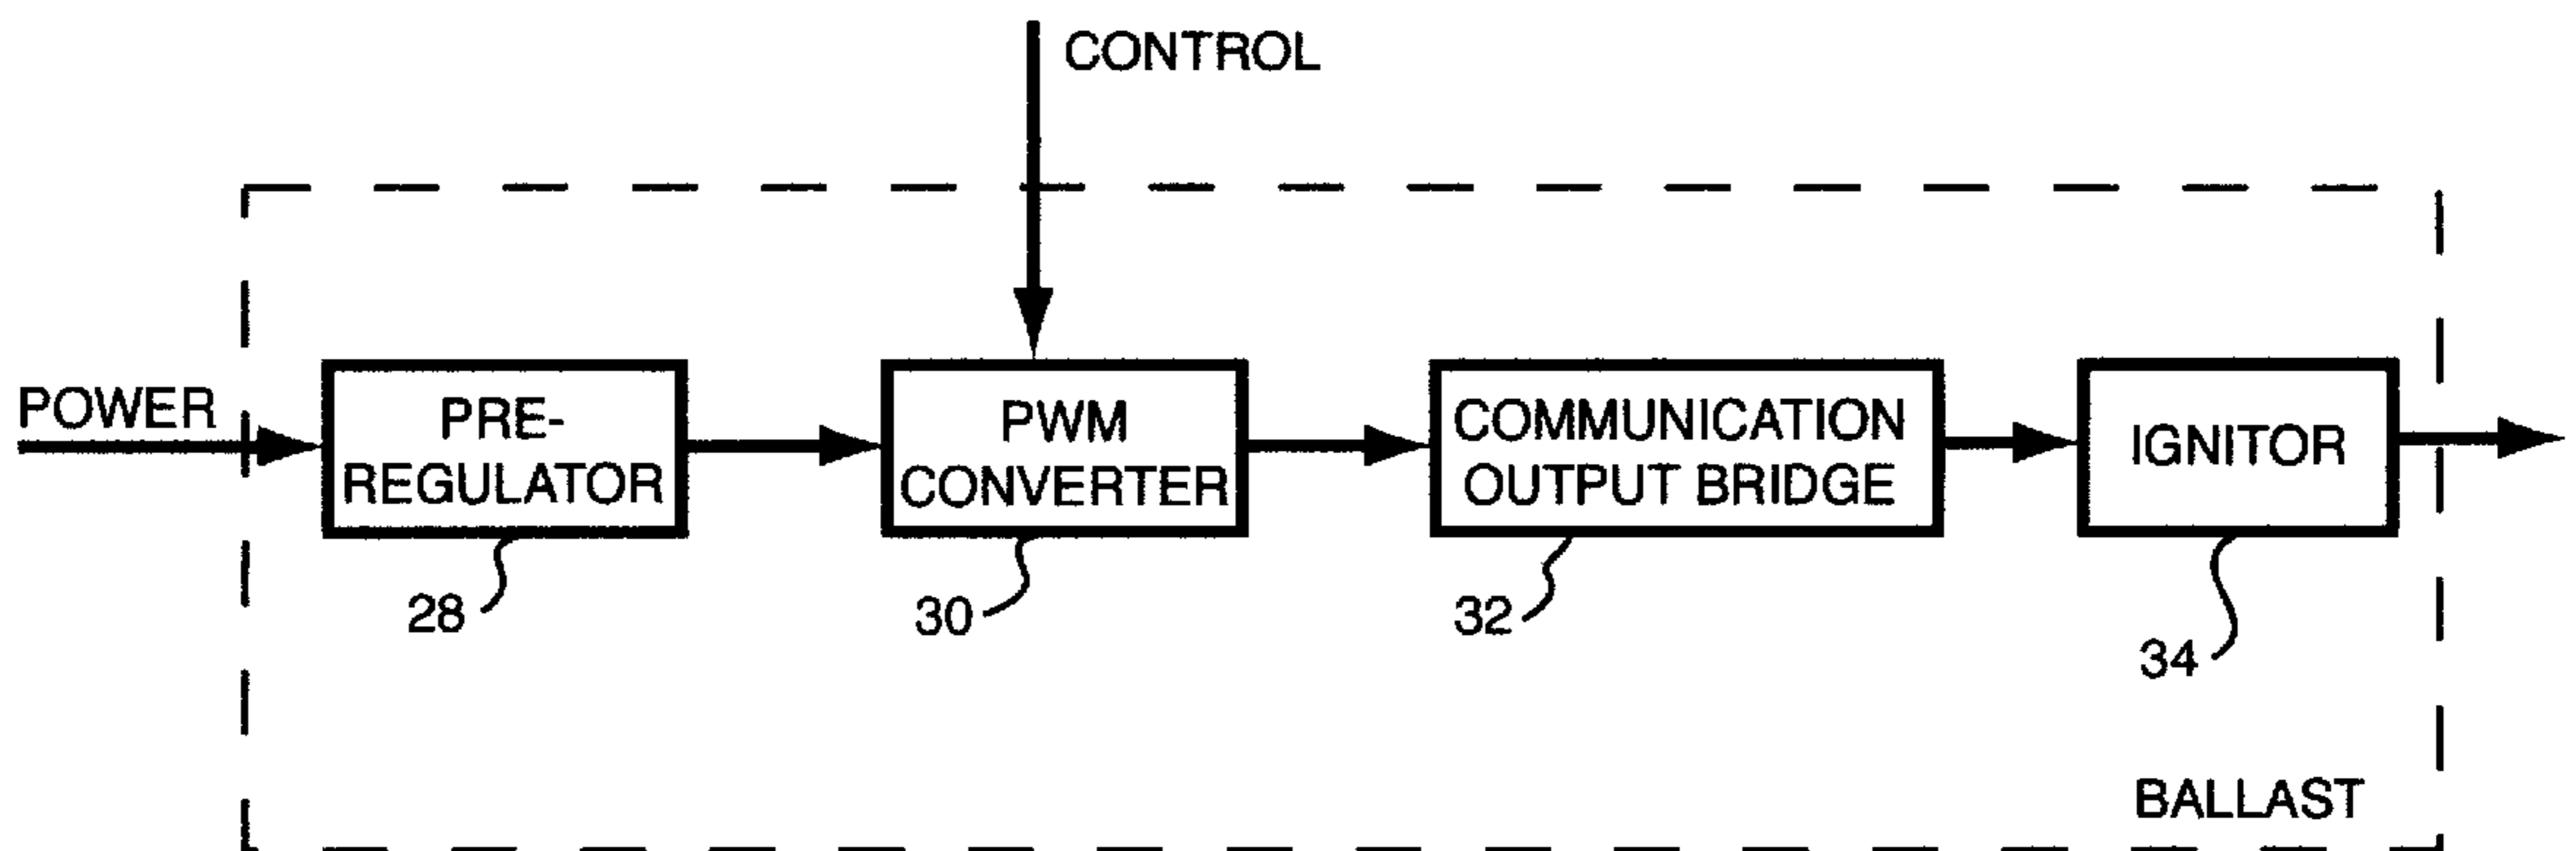 CONTROL
POWER
PRE-
REGULATOR
PWM
CONVERTER
COMMUNICATION
OUTPUT BRIDGE
IGNITOR
28
30
32
34
BALLAST